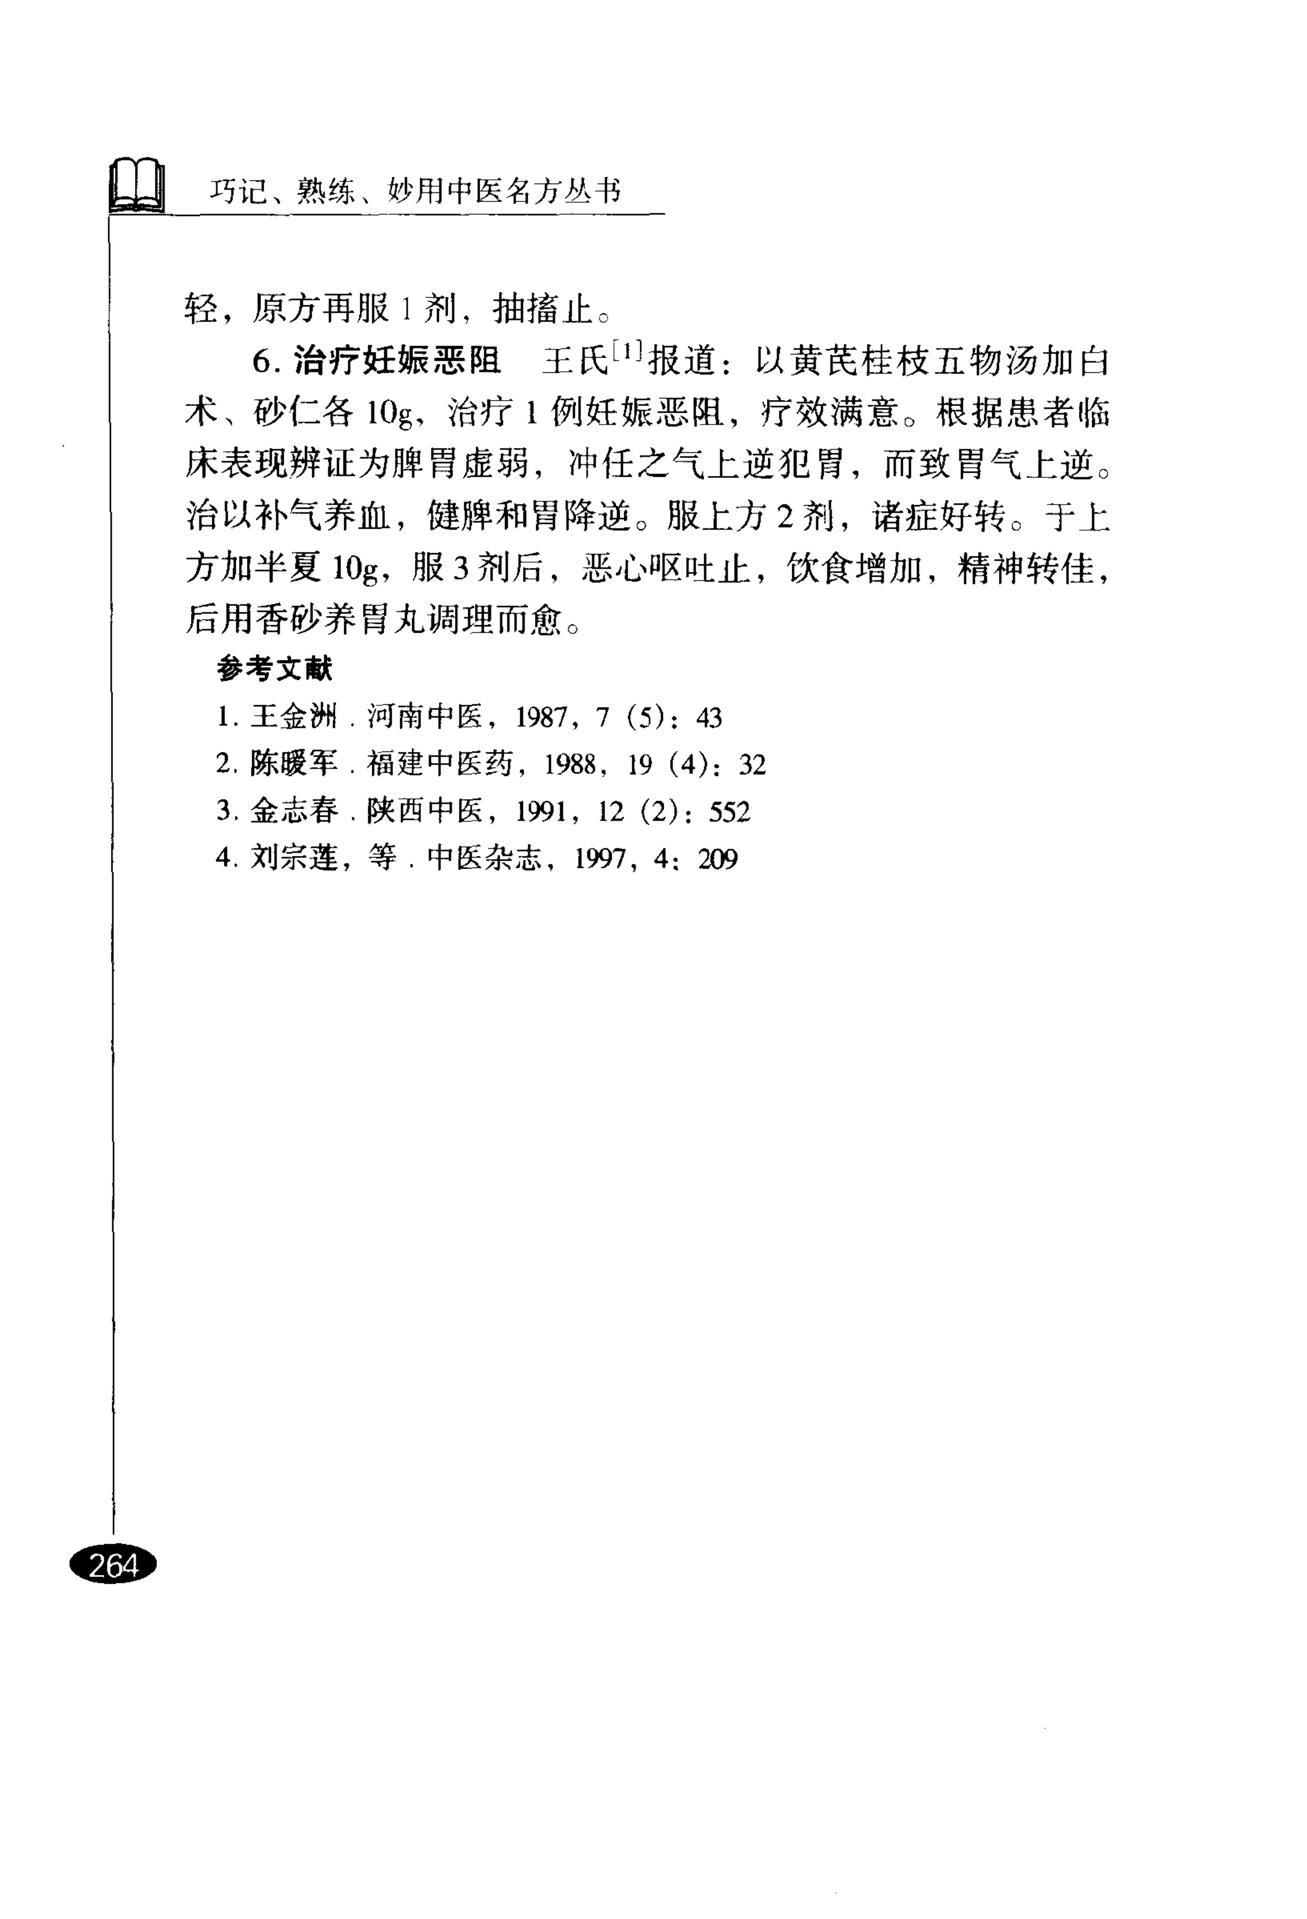 巧记、熟练、妙用中医名方丛书
轻，原方再服1剂，抽搐止。
6. 治疗妊娠恶阻　王氏[1]报道：以黄芪桂枝五物汤加白
术、砂仁各10g，治疗1例妊娠恶阻，疗效满意。根据患者临
床表现辨证为脾胃虚弱，冲任之气上逆犯胃，而致胃气上逆。
治以补气养血，健脾和胃降逆。服上方2剂，诸症好转。于上
方加半夏10g，服3剂后，恶心呕吐止，饮食增加，精神转佳，
后用香砂养胃丸调理而愈。
参考文献
1. 王金洲．河南中医，1987，7（5）：43
2. 陈暖军．福建中医药，1988，19（4）：32
3. 金志春．陕西中医，1991，12（2）：552
4. 刘宗莲，等．中医杂志，1997，4：209
264